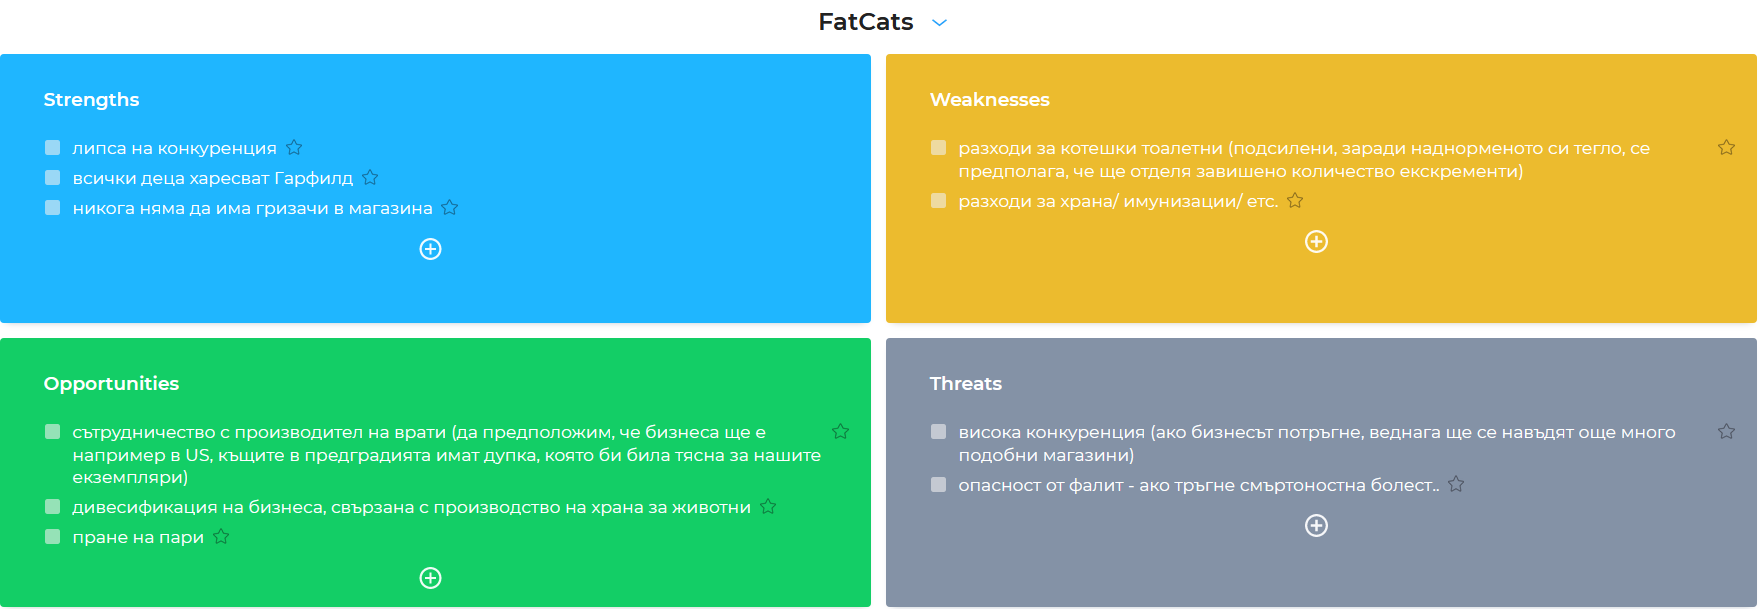 FatCats
Strengths
липса на конкуренция
всички деца харесват Гарфилд
никога няма да има гризачи в магазина
Weaknesses
разходи за котешки тоалетни (подсилени, заради наднорменото си тегло, се
предполага, че ще отделя завишено количество екскременти)
разходи за храна/ имунизации/ етс.
Opportunities
сътрудничество с производител на врати (да предположим, че бизнеса ще е
например в US, къщите в предградията имат дупка, която би била тясна за нашите
екземпляри)
дивесификация на бизнеса, свързана с производство на храна за животни
пране на пари
Threats
висока конкуренция (ако бизнесът потръгне, веднага ще се навъдят още много
подобни магазини)
опасност от фалит - ако тръгне смъртоностна болест..